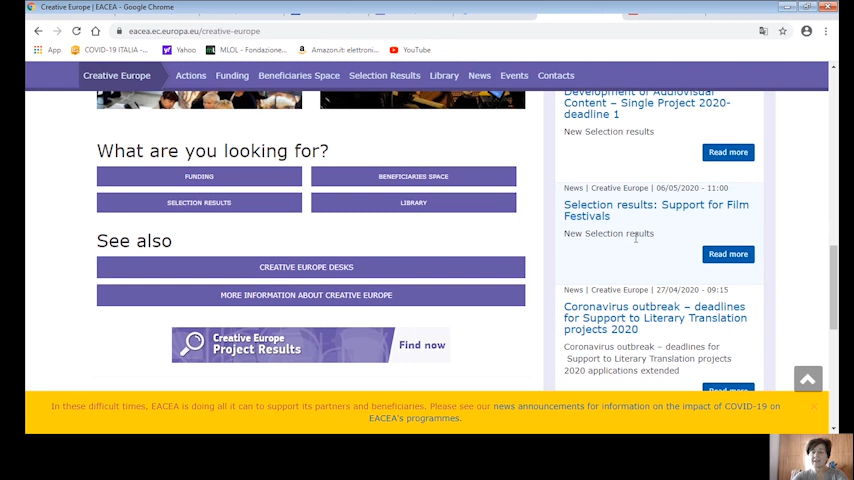 Creative Europe | EACEA - Google Chrome
eacea.ec.europa.eu/creative-europe
App
COVID-19 ITALIA -...
Yahoo
MLOL - Fondazione...
Amazon.it: elettroni...
YouTube
Creative Europe
Actions
Funding
Beneficiaries Space
Selection Results
Library
News
Events
Contacts
What are you looking for?
FUNDING
BENEFICIARIES SPACE
SELECTION RESULTS
LIBRARY
See also
CREATIVE EUROPE DESKS
MORE INFORMATION ABOUT CREATIVE EUROPE
Creative Europe
Project Results
Find now
Development of Audiovisual
Content – Single Project 2020-
deadline 1
New Selection results
Read more
News | Creative Europe | 06/05/2020 - 11:00
Selection results: Support for Film
Festivals
New Selection results
Read more
News | Creative Europe | 27/04/2020 - 09:15
Coronavirus outbreak – deadlines
for Support to Literary Translation
projects 2020
Coronavirus outbreak – deadlines for
Support to Literary Translation projects
2020 applications extended
Read more
In these difficult times, EACEA is doing all it can to support its partners and beneficiaries. Please see our news announcements for information on the impact of COVID-19 on
EACEA's programmes.